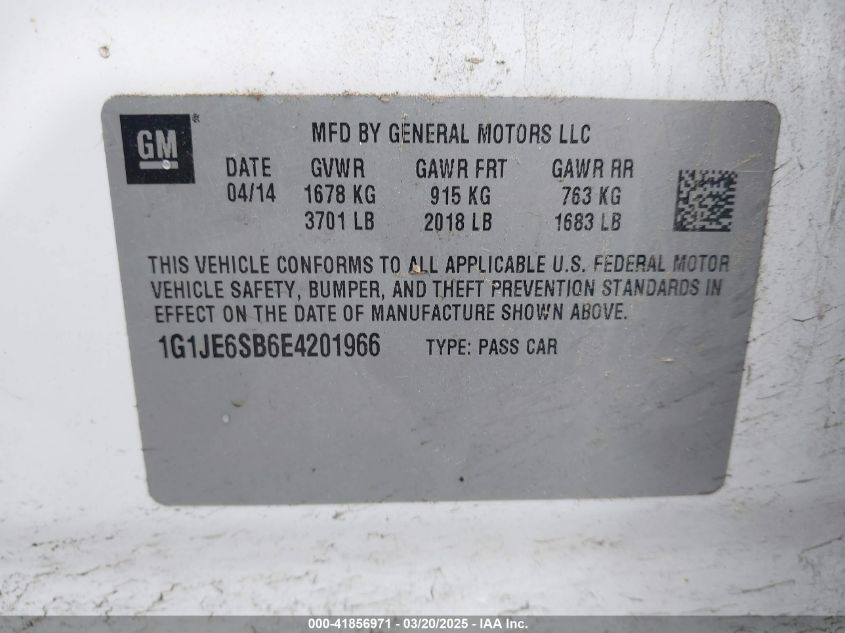 GM®
MFD BY GENERAL MOTORS LLC
DATE GVWR GAWR FRT GAWR RR
04/14 1678 KG 915 KG 763 KG
3701 LB 2018 LB 1683 LB
THIS VEHICLE CONFORMS TO ALL APPLICABLE U.S. FEDERAL MOTOR
VEHICLE SAFETY, BUMPER, AND THEFT PREVENTION STANDARDS IN
EFFECT ON THE DATE OF MANUFACTURE SHOWN ABOVE.
1G1JE6SB6E4201966 TYPE: PASS CAR
000-41856971 - 03/20/2025 - IAA Inc.